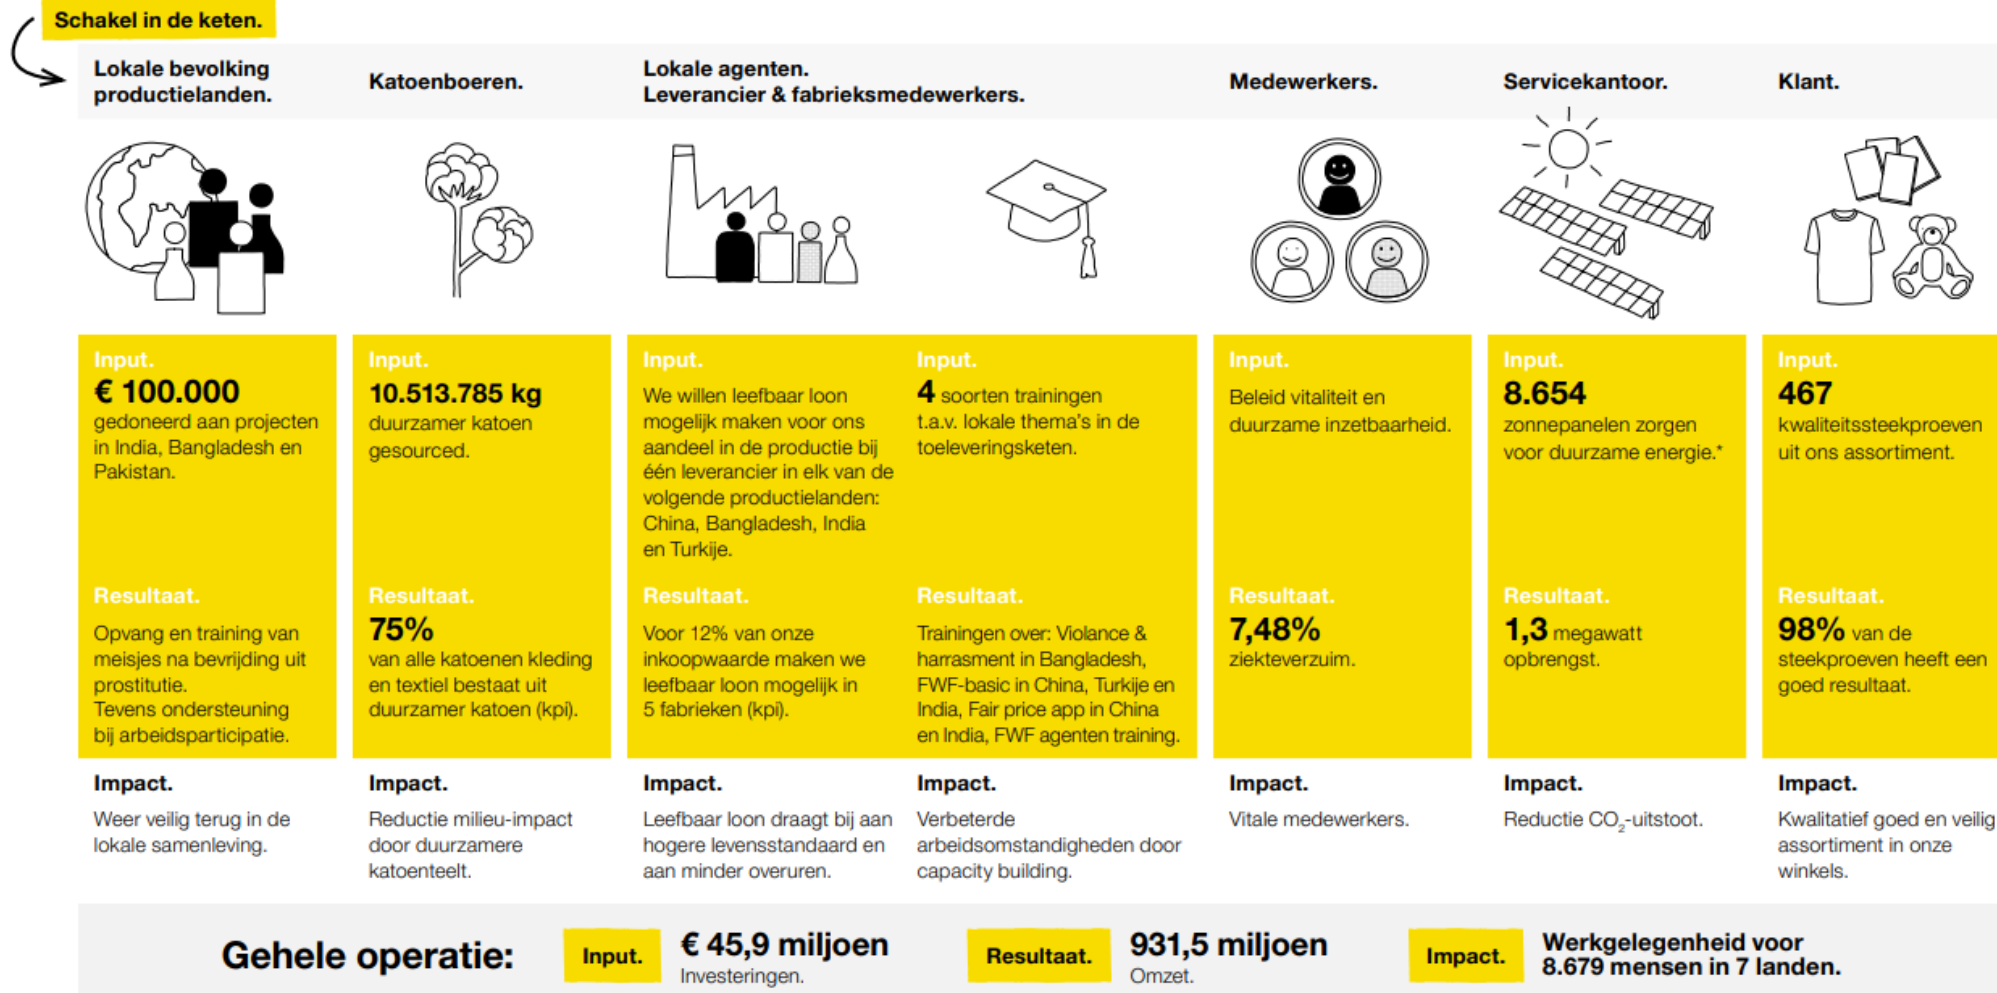 Schakel in de keten.
Lokale bevolking
productielanden.
Katoenboeren.
Lokale agenten.
Leverancier & fabrieksmedewerkers.
Medewerkers.
Servicekantoor.
Klant.
Input.
€ 100.000
gedoneerd aan projecten
in India, Bangladesh en
Pakistan.
Resultaat.
Opvang en training van
meisjes na bevrijding uit
prostitutie.
Tevens ondersteuning
bij arbeidsparticipatie.
Impact.
Weer veilig terug in de
lokale samenleving.
Input.
10.513.785 kg
duurzamer katoen
gesourced.
Resultaat.
75%
van alle katoenen kleding
en textiel bestaat uit
duurzamer katoen (kpi).
Impact.
Reductie milieu-impact
door duurzamere
katoenteelt.
Input.
We willen leefbaar loon
mogelijk maken voor ons
aandeel in de productie bij
één leverancier in elk van de
volgende productielanden:
China, Bangladesh, India
en Turkije.
Resultaat.
Voor 12% van onze
inkoopwaarde maken we
leefbaar loon mogelijk in
5 fabrieken (kpi).
Impact.
Leefbaar loon draagt bij aan
hogere levensstandaard en
aan minder overuren.
Input.
4 soorten trainingen
t.a.v. lokale thema's in de
toeleveringsketen.
Resultaat.
Trainingen over: Violance &
harrasment in Bangladesh,
FWF-basic in China, Turkije en
India, Fair price app in China
en India, FWF agenten training.
Impact.
Verbeterde
arbeidsomstandigheden door
capacity building.
Input.
Beleid vitaliteit en
duurzame inzetbaarheid.
Resultaat.
7,48%
ziekteverzuim.
Impact.
Vitale medewerkers.
Input.
8.654
zonnepanelen zorgen
voor duurzame energie.*
Resultaat.
1,3 megawatt
opbrengst.
Impact.
Reductie CO₂-uitstoot.
Input.
467
kwaliteitssteekproeven
uit ons assortiment.
Resultaat.
98% van de
steekproeven heeft een
goed resultaat.
Impact.
Kwalitatief goed en veilig
assortiment in onze
winkels.
Gehele operatie:
Input.
€ 45,9 miljoen
Investeringen.
Resultaat.
931,5 miljoen
Omzet.
Impact.
Werkgelegenheid voor
8.679 mensen in 7 landen.